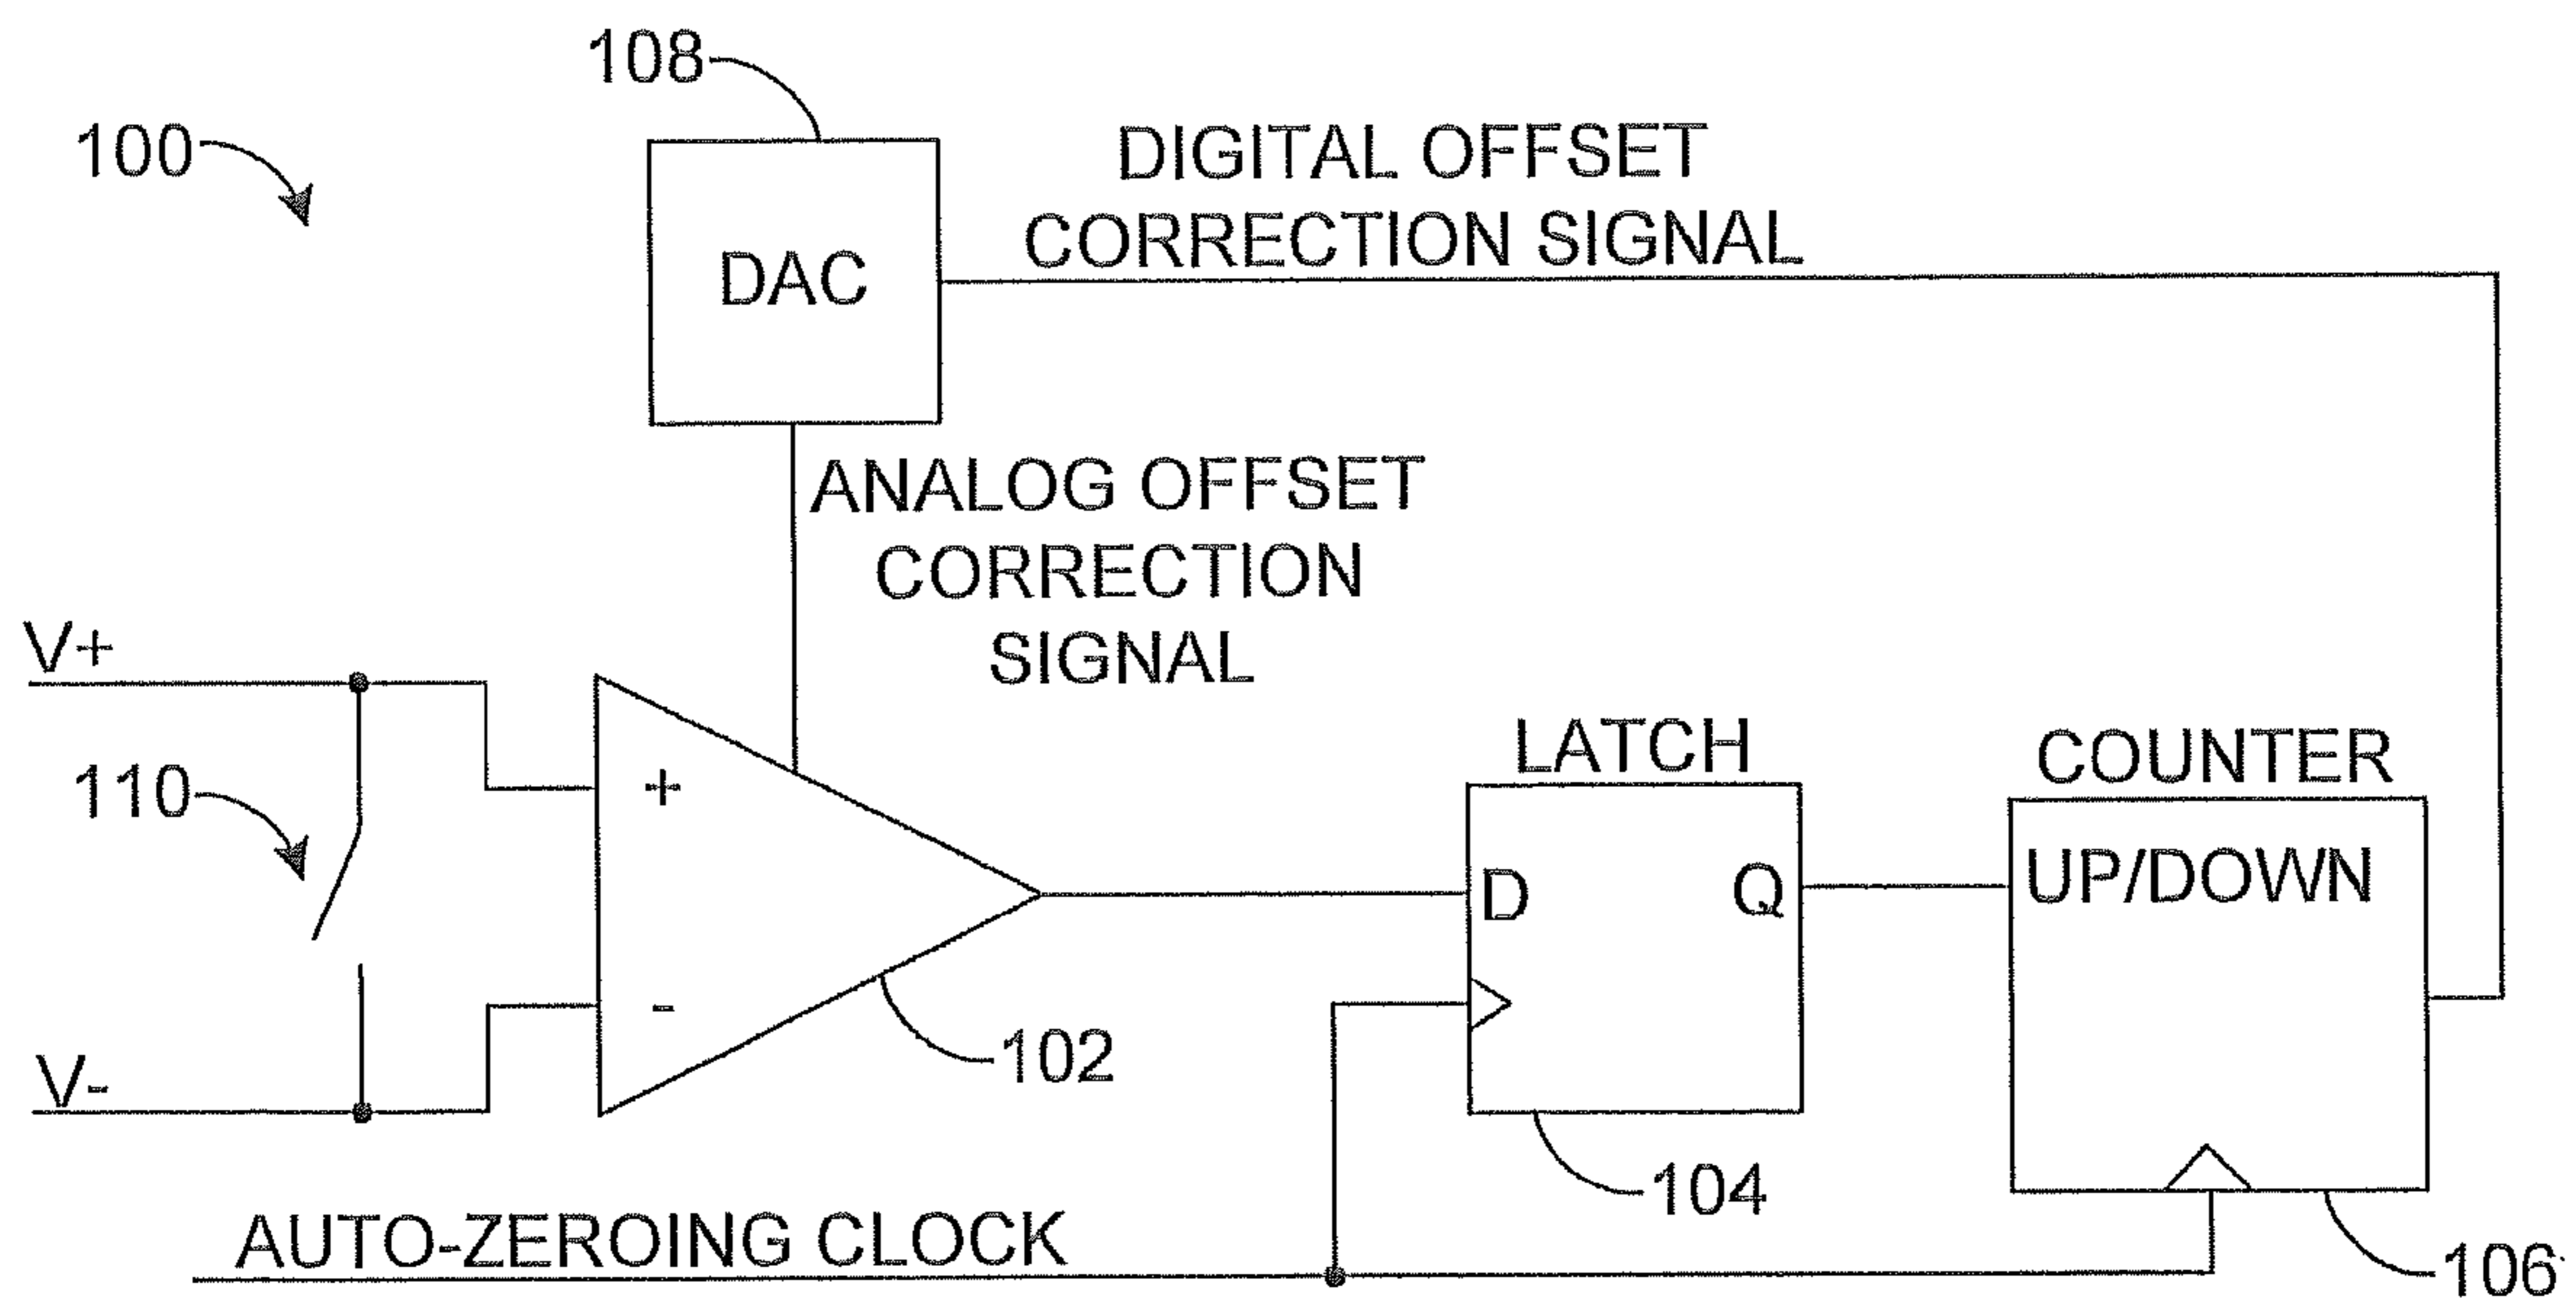 108
100
DIGITAL OFFSET
CORRECTION SIGNAL
DAC
ANALOG OFFSET
CORRECTION
SIGNAL
V+
110
+
-
LATCH
COUNTER
UP/DOWN
D
Q
102
V-
104
AUTO-ZEROING CLOCK
106